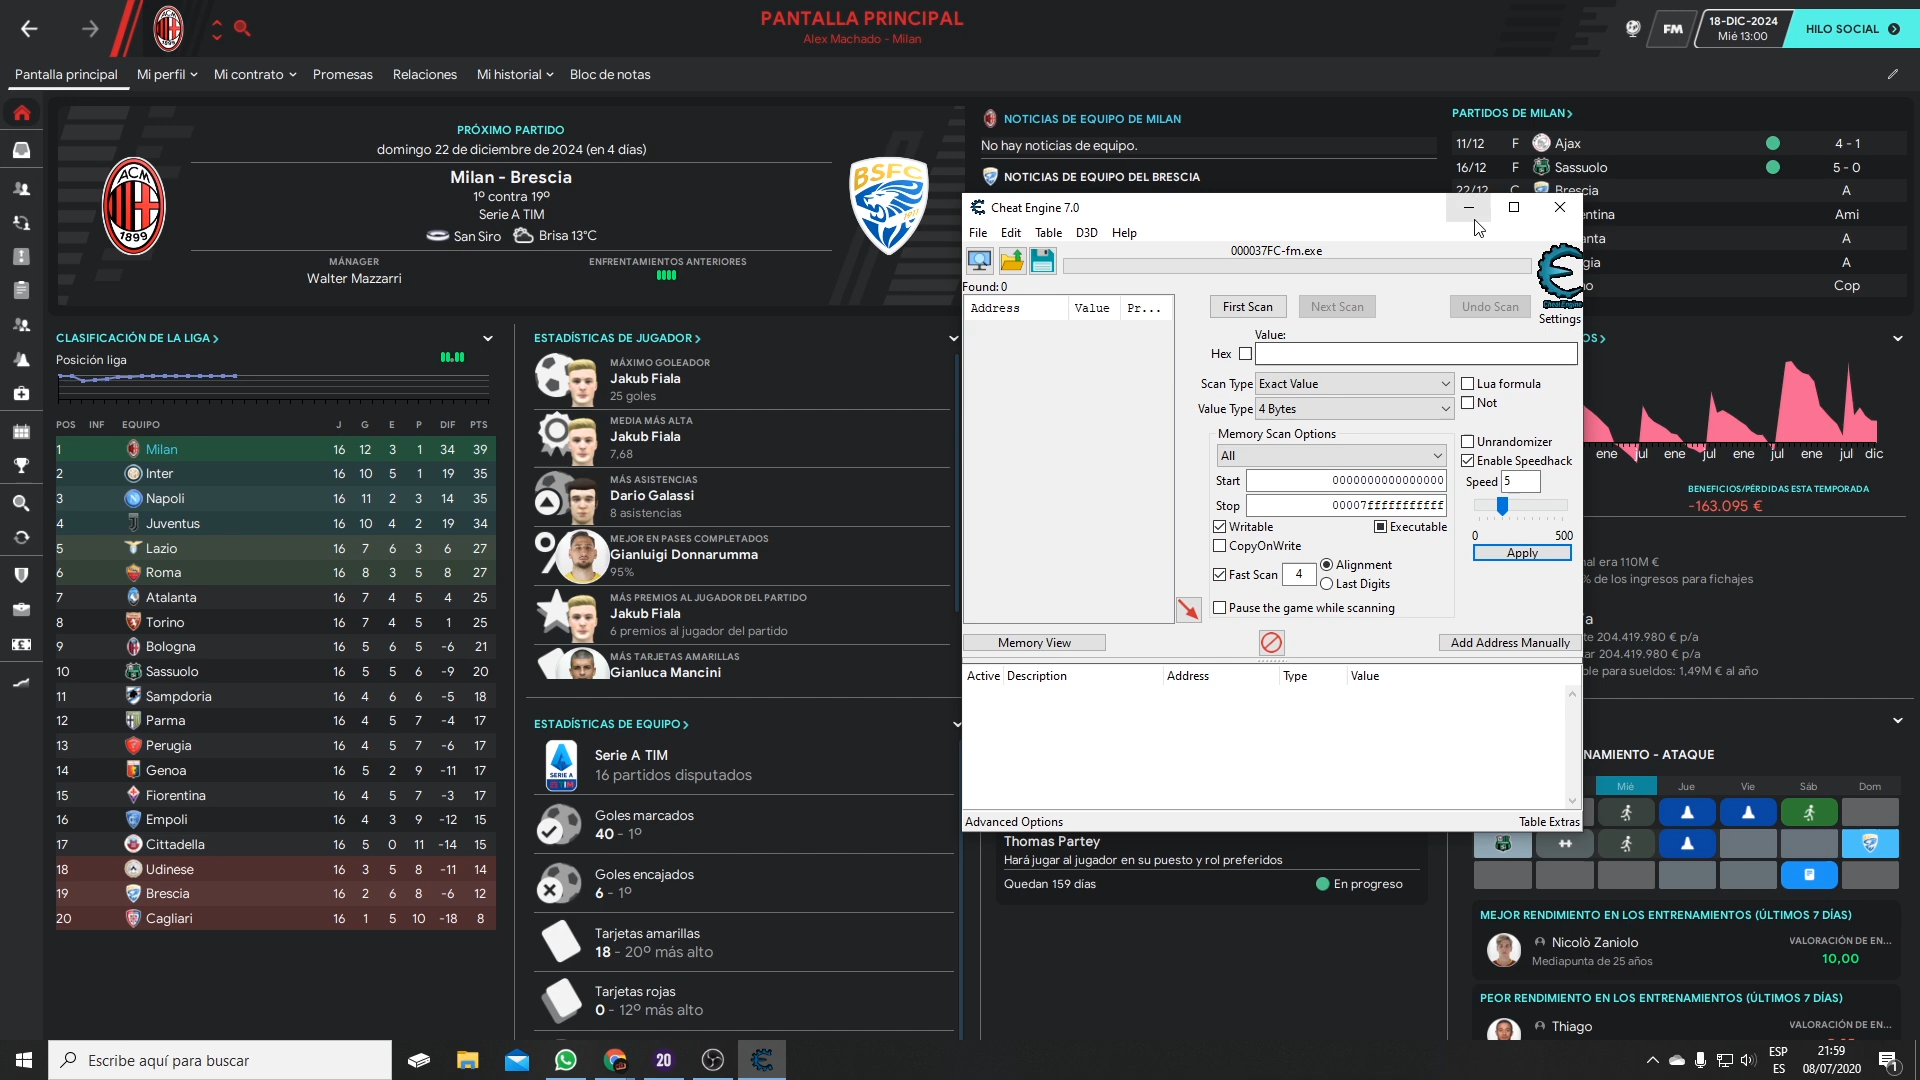 PANTALLA PRINCIPAL
Alex Machado - Milan
FM
18-DIC-2024
Mié 13:00
HILO SOCIAL
Pantalla principal
Mi perfil
Mi contrato
Promesas
Relaciones
Mi historial
Bloc de notas
PRÓXIMO PARTIDO
domingo 22 de diciembre de 2024 (en 4 días)
Milan - Brescia
1º contra 19º
Serie A TIM
San Siro
Brisa 13°C
MÁNAGER
Walter Mazzarri
ENFRENTAMIENTOS ANTERIORES
ACM
1899
BSFC
1911
NOTICIAS DE EQUIPO DE MILAN
No hay noticias de equipo.
NOTICIAS DE EQUIPO DEL BRESCIA
PARTIDOS DE MILAN
11/12 F Ajax 4 - 1
16/12 F Sassuolo 5 - 0
22/12 C Brescia A
entina Ami
anta A
gia A
o Cop
CLASIFICACIÓN DE LA LIGA
Posición liga
POS INF EQUIPO J G E P DIF PTS
1 Milan 16 12 3 1 34 39
2 Inter 16 10 5 1 19 35
3 Napoli 16 11 2 3 14 35
4 Juventus 16 10 4 2 19 34
5 Lazio 16 7 6 3 6 27
6 Roma 16 8 3 5 8 27
7 Atalanta 16 7 4 5 4 25
8 Torino 16 7 4 5 1 25
9 Bologna 16 5 6 5 -6 21
10 Sassuolo 16 5 5 6 -9 20
11 Sampdoria 16 4 6 6 -5 18
12 Parma 16 4 5 7 -4 17
13 Perugia 16 4 5 7 -6 17
14 Genoa 16 5 2 9 -11 17
15 Fiorentina 16 4 5 7 -3 17
16 Empoli 16 4 3 9 -12 15
17 Cittadella 16 5 0 11 -14 15
18 Udinese 16 3 5 8 -11 14
19 Brescia 16 2 6 8 -6 12
20 Cagliari 16 1 5 10 -18 8
ESTADÍSTICAS DE JUGADOR
MÁXIMO GOLEADOR
Jakub Fiala
25 goles
MEDIA MÁS ALTA
Jakub Fiala
7,68
MÁS ASISTENCIAS
Dario Galassi
8 asistencias
MEJOR EN PASES COMPLETADOS
Gianluigi Donnarumma
95%
MÁS PREMIOS AL JUGADOR DEL PARTIDO
Jakub Fiala
6 premios al jugador del partido
MÁS TARJETAS AMARILLAS
Gianluca Mancini
ESTADÍSTICAS DE EQUIPO
SERIE A
Serie A TIM
16 partidos disputados
Goles marcados
40 - 1º
Goles encajados
6 - 1º
Tarjetas amarillas
18 - 20º más alto
Tarjetas rojas
0 - 12º más alto
Cheat Engine 7.0
File Edit Table D3D Help
000037FC-fm.exe
Found: 0
Address Value Pr...
First Scan
Next Scan
Undo Scan
Cheat Engine
Settings
Value:
Hex
Scan Type Exact Value
Lua formula
Not
Value Type 4 Bytes
Memory Scan Options
All
Unrandomizer
Enable Speedhack
Start 0000000000000000
Speed 5
Stop 00007fffffffffff
Writable
Executable
CopyOnWrite
0 500
Apply
Fast Scan 4
Alignment
Last Digits
Pause the game while scanning
Memory View
Add Address Manually
Active Description Address Type Value
Advanced Options
Table Extras
OS
ene jul ene jul ene jul ene jul dic
BENEFICIOS/PÉRDIDAS ESTA TEMPORADA
-163.095 €
al era 110M €
% de los ingresos para fichajes
a
te 204.419.980 € p/a
ar 204.419.980 € p/a
ble para sueldos: 1,49M € al año
Thomas Partey
Hará jugar al jugador en su puesto y rol preferidos
Quedan 159 días
En progreso
NAMIENTO - ATAQUE
Mié Jue Vie Sáb Dom
MEJOR RENDIMIENTO EN LOS ENTRENAMIENTOS (ÚLTIMOS 7 DÍAS)
Nicolò Zaniolo
Mediapunta de 25 años
VALORACIÓN DE EN...
10,00
PEOR RENDIMIENTO EN LOS ENTRENAMIENTOS (ÚLTIMOS 7 DÍAS)
Thiago
VALORACIÓN DE EN...
Escribe aquí para buscar
20
ESP
ES
21:59
08/07/2020
1